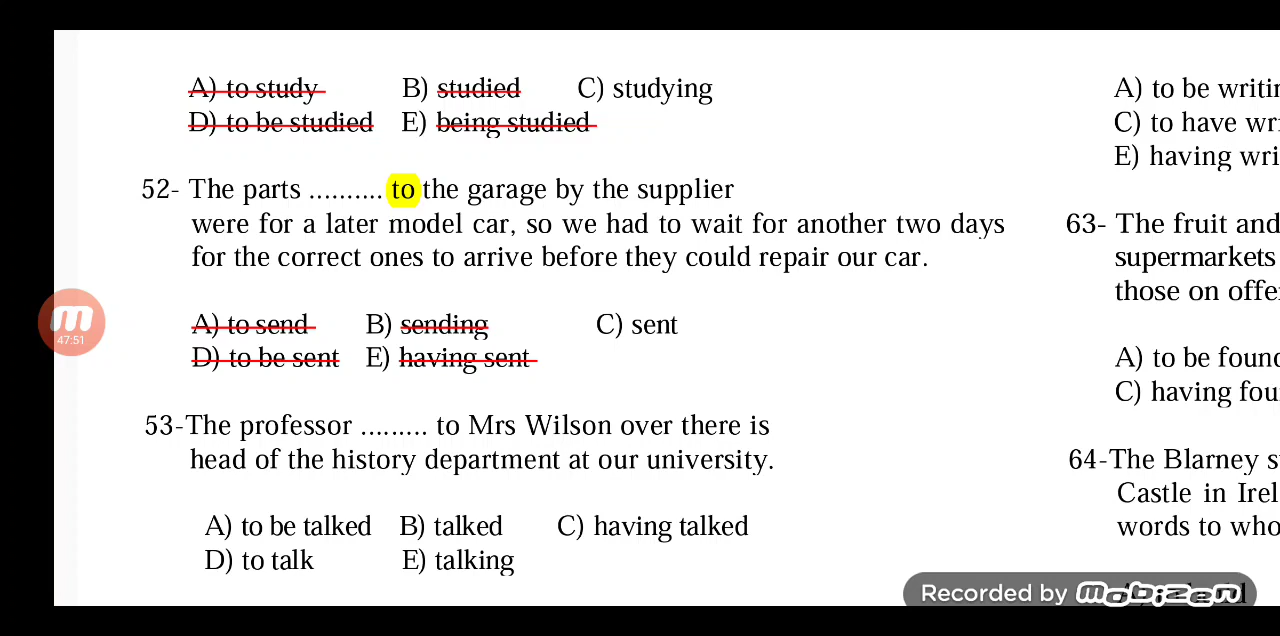 A) to study B) studied C) studying
D) to be studied E) being studied
52- The parts .......... to the garage by the supplier
were for a later model car, so we had to wait for another two days
for the correct ones to arrive before they could repair our car.
A) to send B) sending C) sent
D) to be sent E) having sent
53-The professor ......... to Mrs Wilson over there is
head of the history department at our university.
A) to be talked B) talked C) having talked
D) to talk E) talking
A) to be writin
C) to have wr
E) having wri
63- The fruit and
supermarkets
those on offe
A) to be found
C) having fou
64-The Blarney s
Castle in Irel
words to who
47:51
Recorded by mobizen